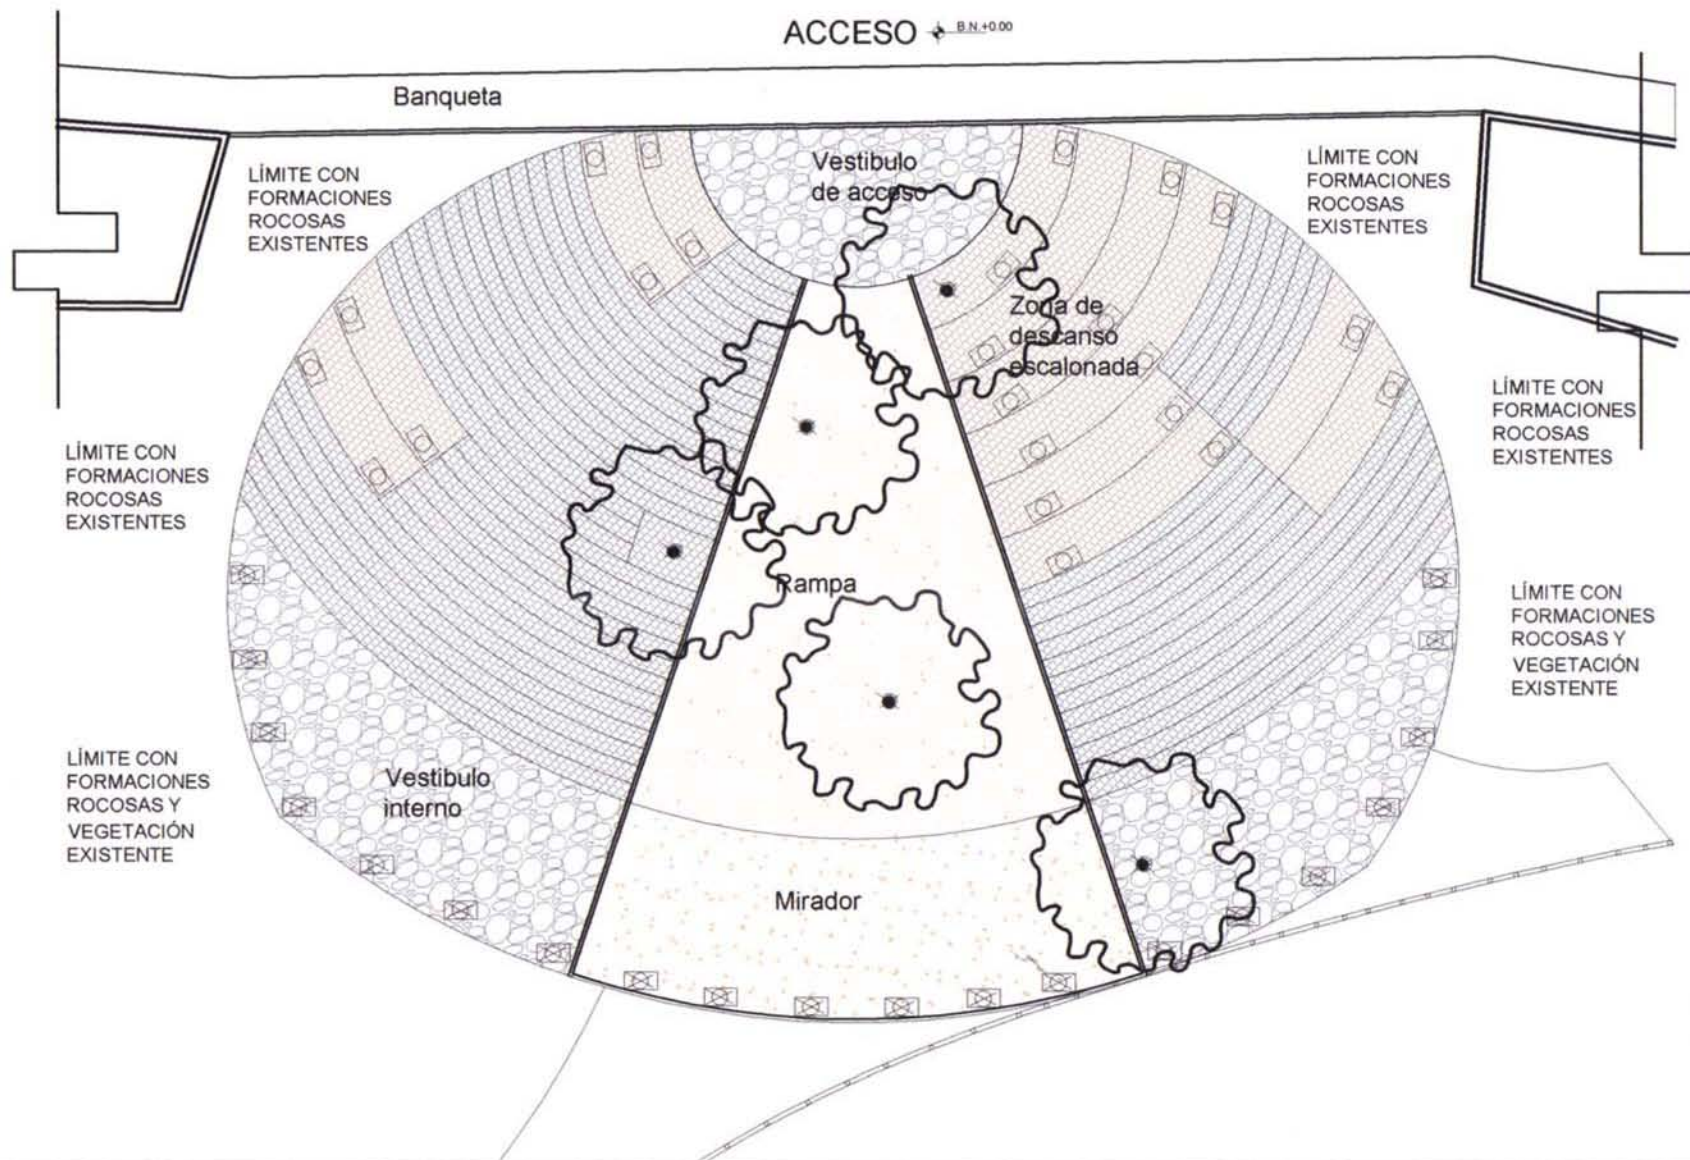 ACCESO B.N.+0.00
Banqueta
LÍMITE CON
FORMACIONES
ROCOSAS
EXISTENTES
Vestibulo
de acceso
LÍMITE CON
FORMACIONES
ROCOSAS
EXISTENTES
Zona de
descanso
escalonada
LÍMITE CON
FORMACIONES
ROCOSAS
EXISTENTES
LÍMITE CON
FORMACIONES
ROCOSAS
EXISTENTES
Rampa
LÍMITE CON
FORMACIONES
ROCOSAS Y
VEGETACIÓN
EXISTENTE
LÍMITE CON
FORMACIONES
ROCOSAS Y
VEGETACIÓN
EXISTENTE
Vestibulo
interno
Mirador